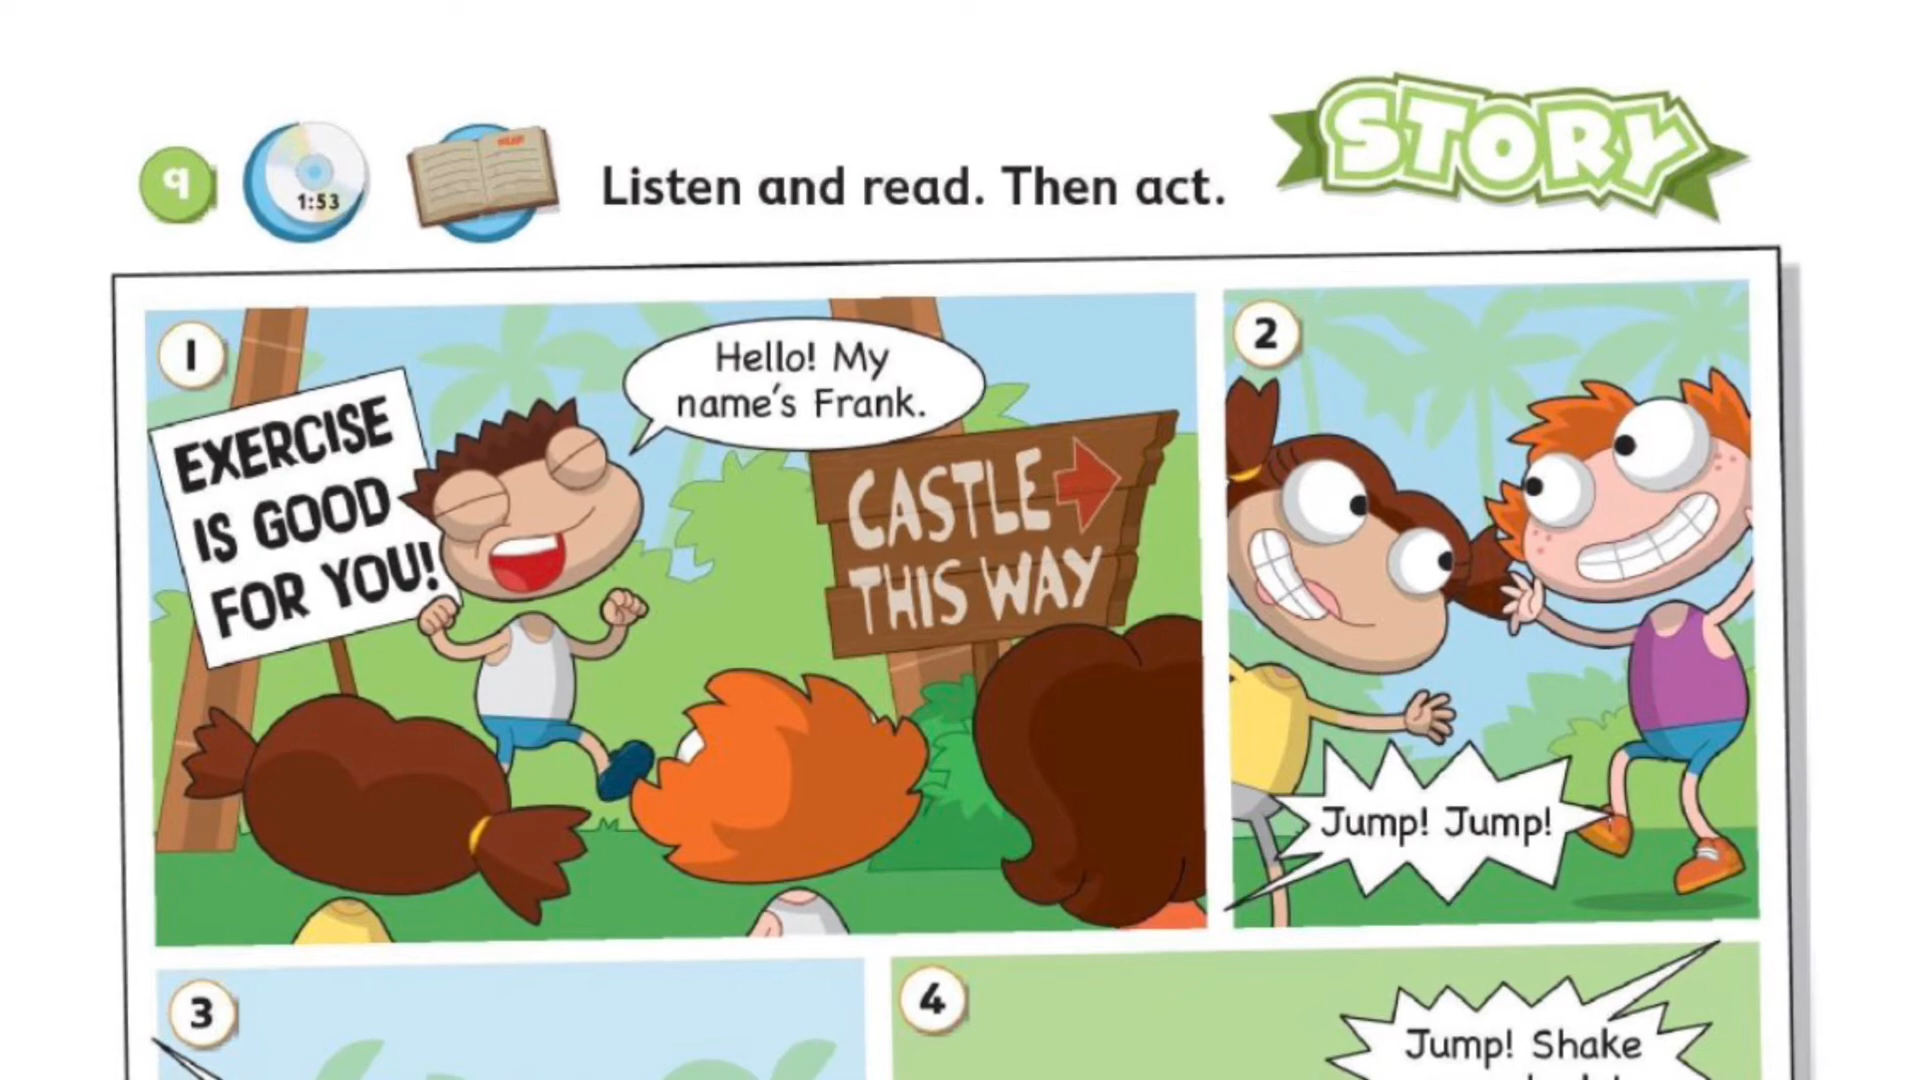 9
1:53
Listen and read. Then act.
STORY
1
EXERCISE
IS GOOD
FOR YOU!
Hello! My
name's Frank.
CASTLE
THIS WAY
2
Jump! Jump!
3
4
Jump! Shake